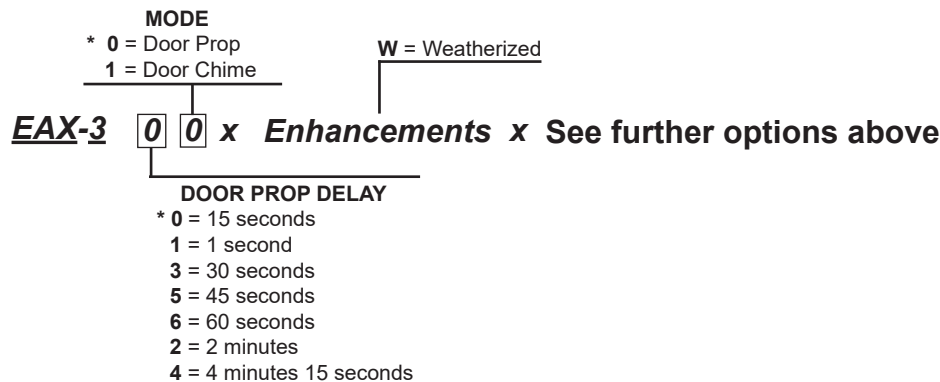 MODE
* 0 = Door Prop
1 = Door Chime
W = Weatherized
EAX-3 0 0 x Enhancements x See further options above
DOOR PROP DELAY
* 0 = 15 seconds
1 = 1 second
3 = 30 seconds
5 = 45 seconds
6 = 60 seconds
2 = 2 minutes
4 = 4 minutes 15 seconds